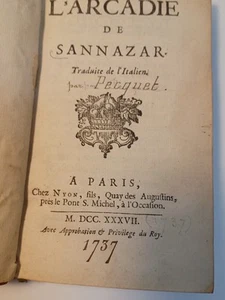 L'ARCADIE
DE
SANNAZAR.
Traduite de l'Italien,
par Pecquet.
A PARIS,
Chez NYON, fils, Quay des Augustins,
près le Pont S. Michel, à l'Occasion.
M. DCC. XXXVII.
Avec Approbation & Privilege du Roy.
1737